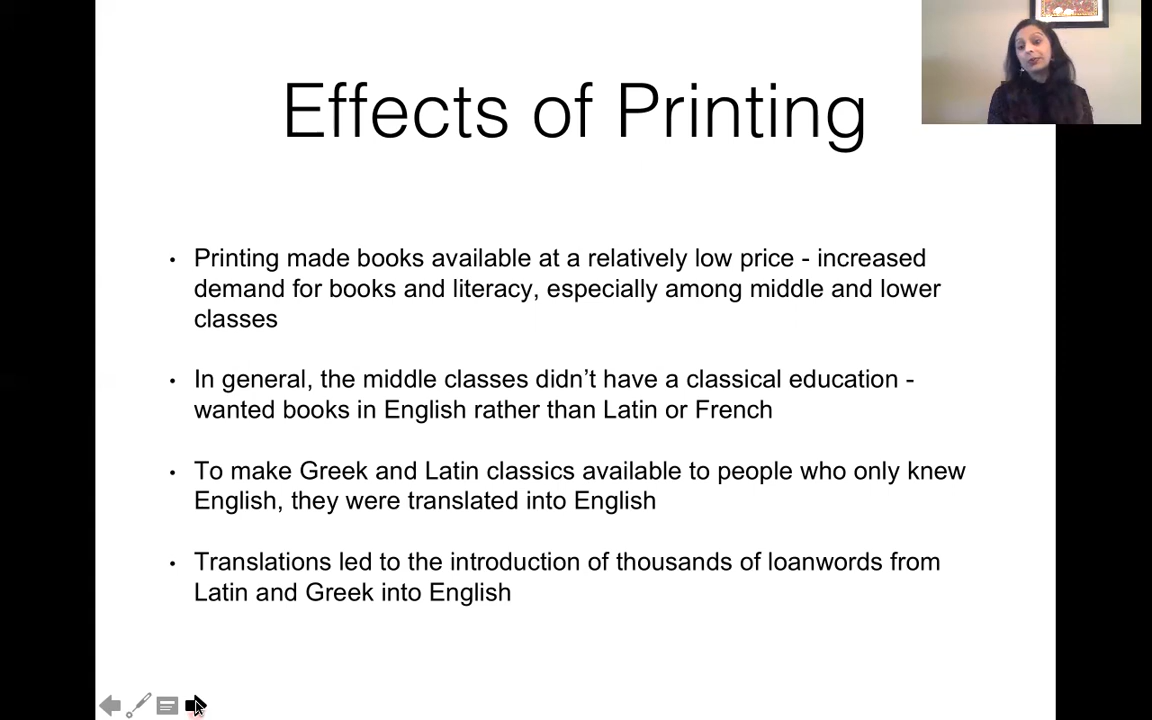 Effects of Printing
• Printing made books available at a relatively low price - increased
demand for books and literacy, especially among middle and lower
classes
• In general, the middle classes didn’t have a classical education -
wanted books in English rather than Latin or French
• To make Greek and Latin classics available to people who only knew
English, they were translated into English
• Translations led to the introduction of thousands of loanwords from
Latin and Greek into English